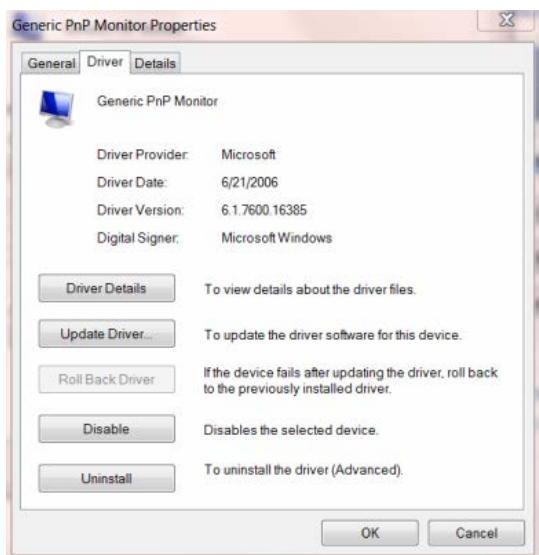 Generic PnP Monitor Properties
General Driver Details
Generic PnP Monitor
Driver Provider: Microsoft
Driver Date: 6/21/2006
Driver Version: 6.1.7600.16385
Digital Signer: Microsoft Windows
Driver Details To view details about the driver files.
Update Driver... To update the driver software for this device.
Roll Back Driver If the device fails after updating the driver, roll back
to the previously installed driver.
Disable Disables the selected device.
Uninstall To uninstall the driver (Advanced).
OK Cancel